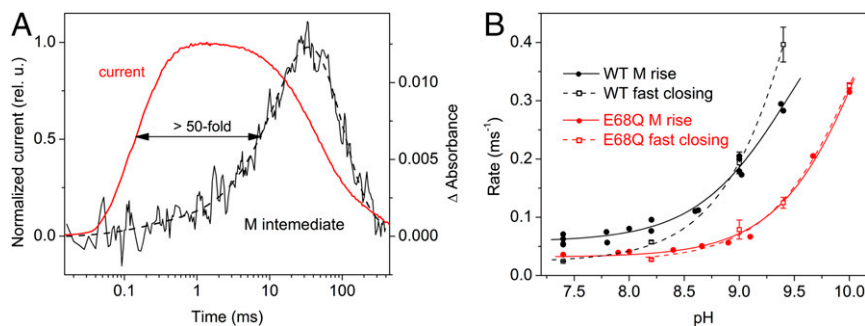 A
Normalized current (rel. u.)
1.0
0.5
0.0
current
> 50-fold
M intemediate
0.010
0.005
0.000
Δ Absorbance
0.1 1 10 100
Time (ms)
B
Rate (ms⁻¹)
0.4
0.3
0.2
0.1
0.0
WT M rise
WT fast closing
E68Q M rise
E68Q fast closing
7.5 8.0 8.5 9.0 9.5 10.0
pH